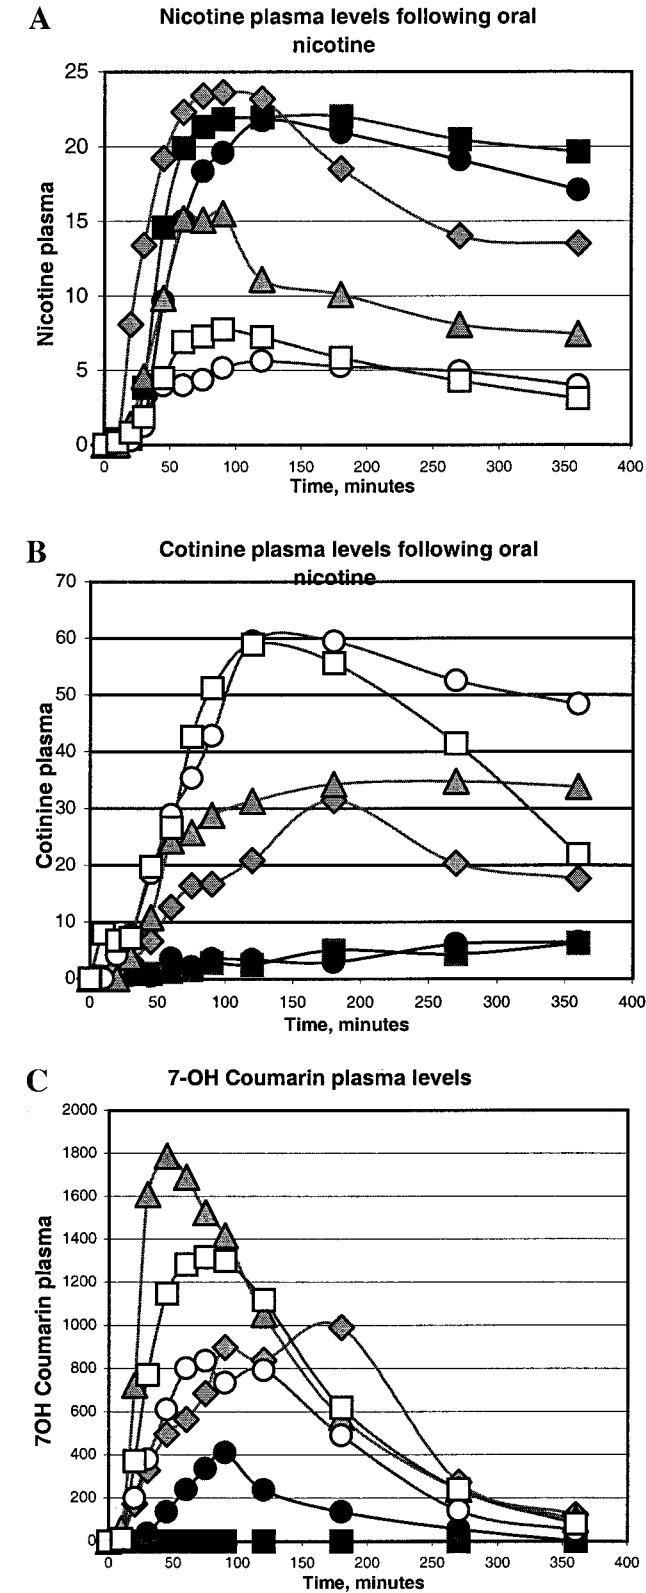 A
Nicotine plasma levels following oral
nicotine
25
20
15
10
5
0
Nicotine plasma
0 50 100 150 200 250 300 350 400
Time, minutes
B
Cotinine plasma levels following oral
nicotine
70
60
50
40
30
20
10
0
Cotinine plasma
0 50 100 150 200 250 300 350 400
Time, minutes
C
7-OH Coumarin plasma levels
2000
1800
1600
1400
1200
1000
800
600
400
200
0
7OH Coumarin plasma
0 50 100 150 200 250 300 350 400
Time, minutes